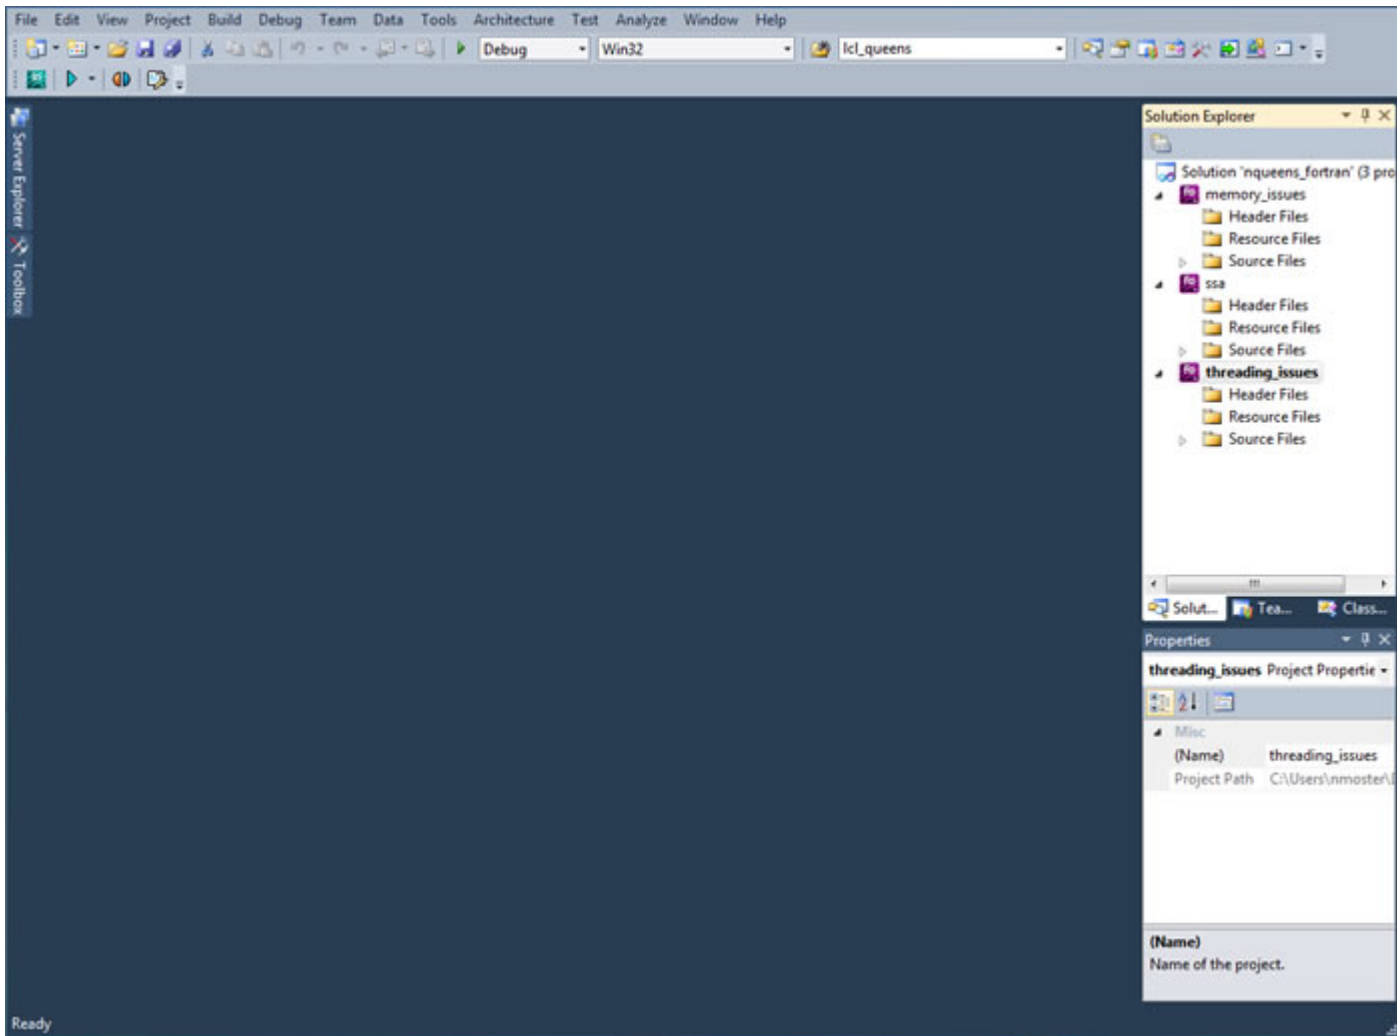 File Edit View Project Build Debug Team Data Tools Architecture Test Analyze Window Help
Debug Win32 lcl_queens
Server Explorer
Toolbox
Solution Explorer
Solution 'nqueens_fortran' (3 pro
memory_issues
Header Files
Resource Files
Source Files
ssa
Header Files
Resource Files
Source Files
threading_issues
Header Files
Resource Files
Source Files
Solut... Tea... Class...
Properties
threading_issues Project Propertie
Misc
(Name) threading_issues
Project Path C:\Users\nmoster\
(Name)
Name of the project.
Ready